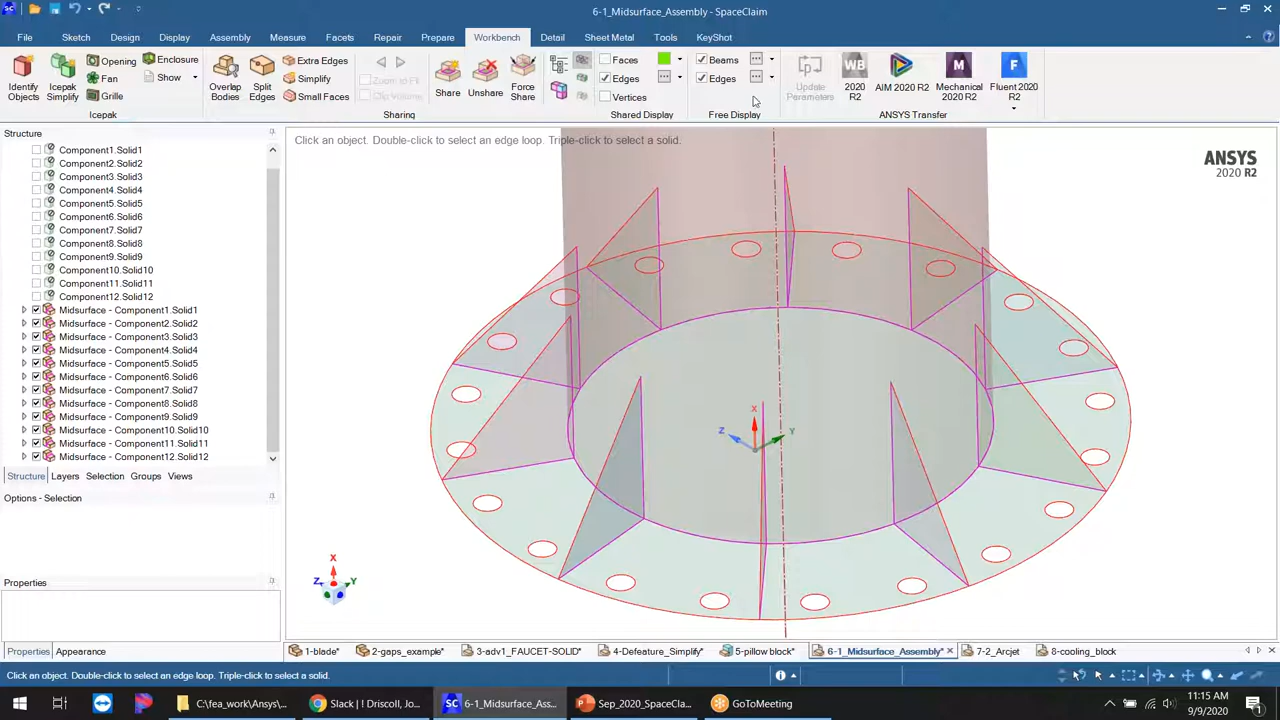 6-1_Midsurface_Assembly - SpaceClaim
File Sketch Design Display Assembly Measure Facets Repair Prepare Workbench Detail Sheet Metal Tools KeyShot
Identify Objects
Icepak Simplify
Opening
Fan
Grille
Enclosure
Show
Icepak
Overlap Bodies
Split Edges
Extra Edges
Simplify
Small Faces
Zoom to Fit
Clip Volume
Share
Unshare
Force Share
Sharing
Faces
Edges
Vertices
Shared Display
Beams
Edges
Free Display
Update Parameters
WB
2020 R2
AIM 2020 R2
M
Mechanical 2020 R2
F
Fluent 2020 R2
ANSYS Transfer
Structure
Component1.Solid1
Component2.Solid2
Component3.Solid3
Component4.Solid4
Component5.Solid5
Component6.Solid6
Component7.Solid7
Component8.Solid8
Component9.Solid9
Component10.Solid10
Component11.Solid11
Component12.Solid12
Midsurface - Component1.Solid1
Midsurface - Component2.Solid2
Midsurface - Component3.Solid3
Midsurface - Component4.Solid4
Midsurface - Component5.Solid5
Midsurface - Component6.Solid6
Midsurface - Component7.Solid7
Midsurface - Component8.Solid8
Midsurface - Component9.Solid9
Midsurface - Component10.Solid10
Midsurface - Component11.Solid11
Midsurface - Component12.Solid12
Structure Layers Selection Groups Views
Options - Selection
Properties
Properties Appearance
Click an object. Double-click to select an edge loop. Triple-click to select a solid.
ANSYS
2020 R2
X
Z
Y
X
Z
Y
1-blade* 2-gaps_example* 3-adv1_FAUCET-SOLID* 4-Defeature_Simplify* 5-pillow block* 6-1_Midsurface_Assembly* 7-2_Arcjet 8-cooling_block
Click an object. Double-click to select an edge loop. Triple-click to select a solid.
C:\fea_work\Ansys\... Slack | ! Driscoll, Jo... 6-1_Midsurface_Ass... Sep_2020_SpaceCla... GoToMeeting
11:15 AM
9/9/2020